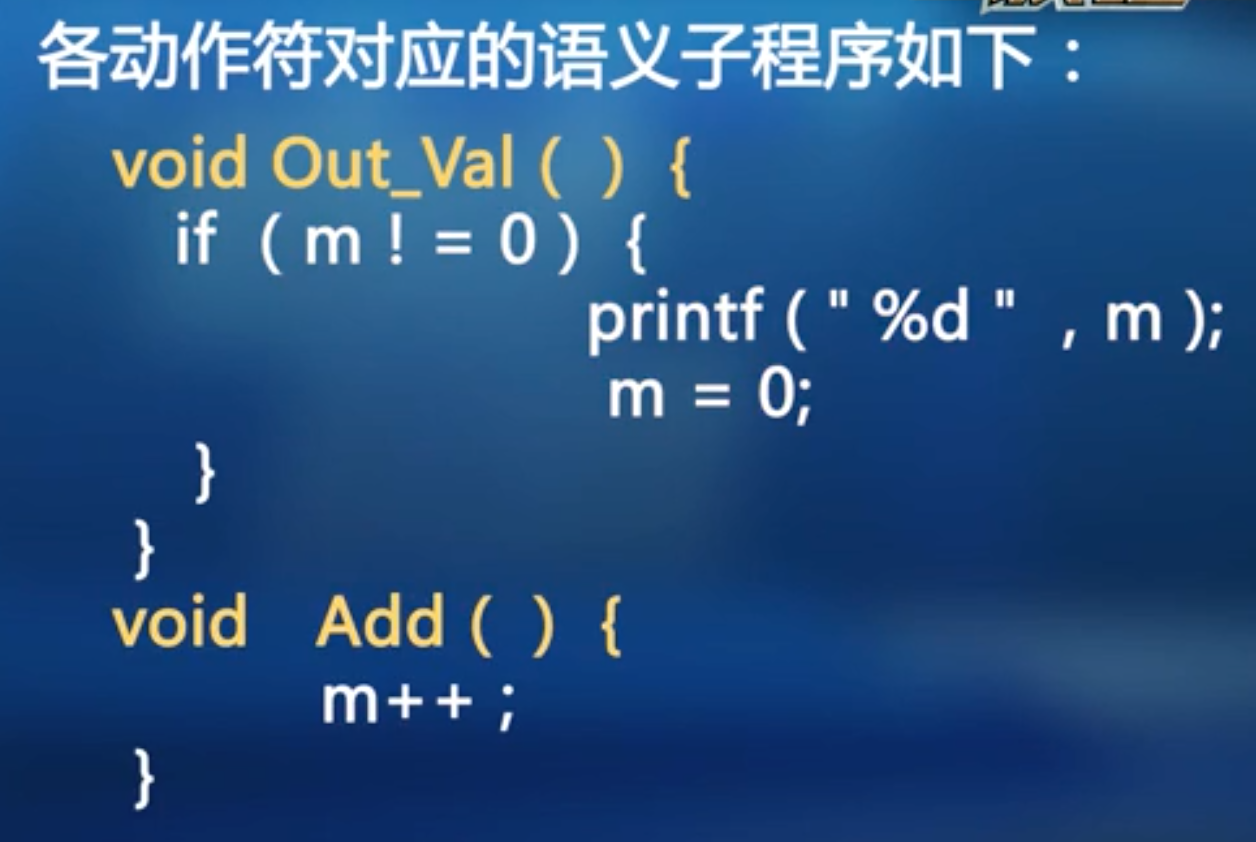 各动作符对应的语义子程序如下：
void Out_Val ( ) {
if ( m ! = 0 ) {
printf ( " %d " , m );
m = 0;
}
}
void Add ( ) {
m++ ;
}